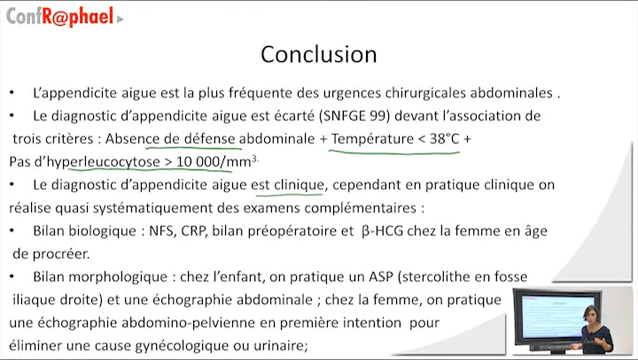 ConfR@phael
Conclusion
• L'appendicite aigue est la plus fréquente des urgences chirurgicales abdominales .
• Le diagnostic d'appendicite aigue est écarté (SNFGE 99) devant l'association de
trois critères : Absence de défense abdominale + Température < 38°C +
Pas d'hyperleucocytose > 10 000/mm³.
• Le diagnostic d'appendicite aigue est clinique, cependant en pratique clinique on
réalise quasi systématiquement des examens complémentaires :
• Bilan biologique : NFS, CRP, bilan préopératoire et β-HCG chez la femme en âge
de procréer.
• Bilan morphologique : chez l'enfant, on pratique un ASP (stercolithe en fosse
iliaque droite) et une échographie abdominale ; chez la femme, on pratique
une échographie abdomino-pelvienne en première intention pour
éliminer une cause gynécologique ou urinaire;